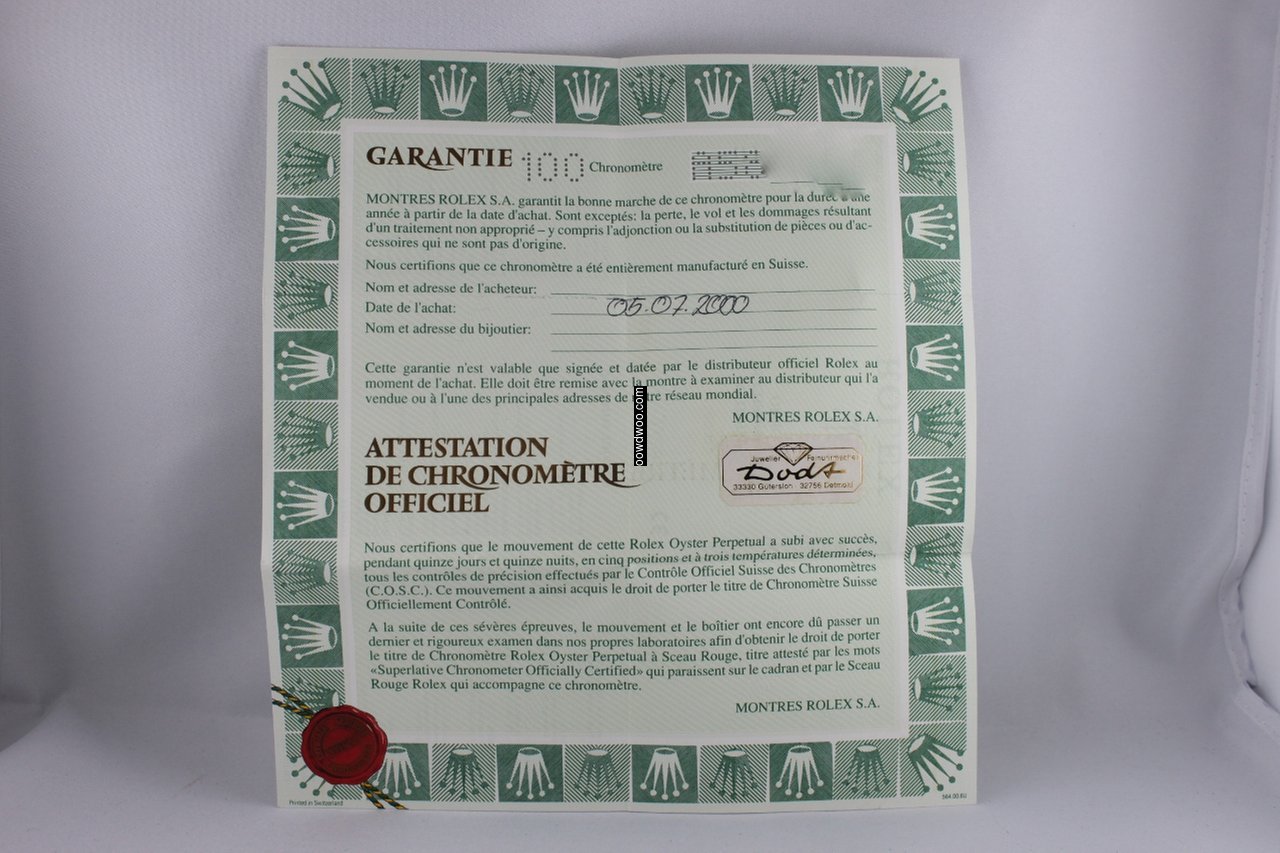 GARANTIE 100 Chronomètre
MONTRES ROLEX S.A. garantit la bonne marche de ce chronomètre pour la durée d'une
année à partir de la date d'achat. Sont exceptés: la perte, le vol et les dommages résultant
d'un traitement non approprié – y compris l'adjonction ou la substitution de pièces ou d'ac-
cessoires qui ne sont pas d'origine.
Nous certifions que ce chronomètre a été entièrement manufacturé en Suisse.
Nom et adresse de l'acheteur:
Date de l'achat: 05.07.2000
Nom et adresse du bijoutier:
Cette garantie n'est valable que signée et datée par le distributeur officiel Rolex au
moment de l'achat. Elle doit être remise avec la montre à examiner au distributeur qui l'a
vendue ou à l'une des principales adresses de notre réseau mondial.
MONTRES ROLEX S.A.
oowdwoo.com
ATTESTATION
DE CHRONOMÈTRE
OFFICIEL
Juwelier Feinuhrmacher
33330 Gütersloh · 32756 Detmold
Nous certifions que le mouvement de cette Rolex Oyster Perpetual a subi avec succès,
pendant quinze jours et quinze nuits, en cinq positions et à trois températures déterminées,
tous les contrôles de précision effectués par le Contrôle Officiel Suisse des Chronomètres
(C.O.S.C.). Ce mouvement a ainsi acquis le droit de porter le titre de Chronomètre Suisse
Officiellement Contrôlé.
A la suite de ces sévères épreuves, le mouvement et le boîtier ont encore dû passer un
dernier et rigoureux examen dans nos propres laboratoires afin d'obtenir le droit de porter
le titre de Chronomètre Rolex Oyster Perpetual à Sceau Rouge, titre attesté par les mots
«Superlative Chronometer Officially Certified» qui paraissent sur le cadran et par le Sceau
Rouge Rolex qui accompagne ce chronomètre.
MONTRES ROLEX S.A.
Printed in Switzerland
564.00.EU